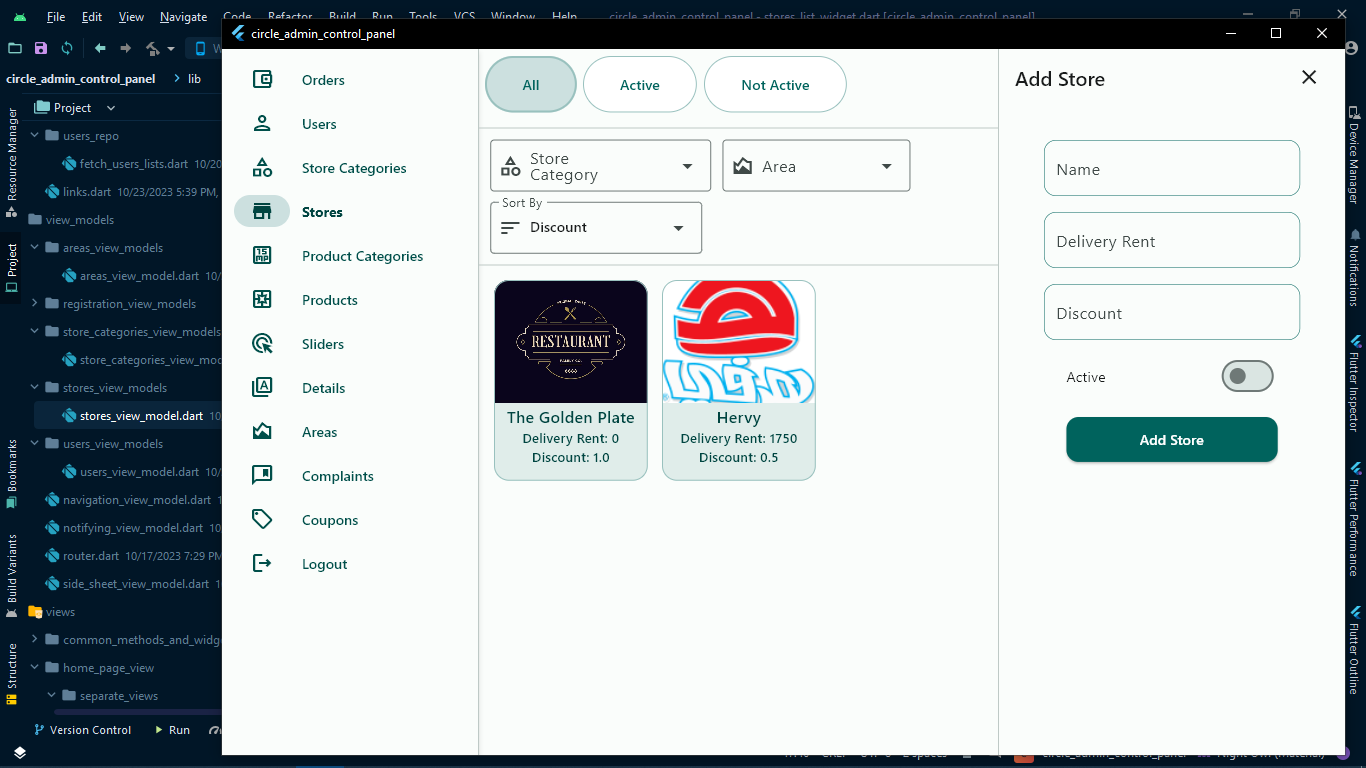 File Edit View Navigate Code Refactor Build Run Tools VCS Window Help circle_admin_control_panel - stores_list_widget.dart [circle_admin_control_panel]
circle_admin_control_panel
circle_admin_control_panel lib
Project
users_repo
fetch_users_lists.dart 10/20
links.dart 10/23/2023 5:39 PM,
view_models
areas_view_models
areas_view_model.dart 10/
registration_view_models
store_categories_view_models
store_categories_view_mod
stores_view_models
stores_view_model.dart 10
users_view_models
users_view_model.dart 10/
navigation_view_model.dart 1
notifying_view_model.dart 10
router.dart 10/17/2023 7:29 PM
side_sheet_view_model.dart 1
views
common_methods_and_widge
home_page_view
separate_views
Version Control Run
Resource Manager
Project
Bookmarks
Build Variants
Structure
Orders
Users
Store Categories
Stores
Product Categories
Products
Sliders
Details
Areas
Complaints
Coupons
Logout
All Active Not Active
Store
Category
Area
Sort By
Discount
RESTAURANT
The Golden Plate
Delivery Rent: 0
Discount: 1.0
هرفي
Hervy
Delivery Rent: 1750
Discount: 0.5
Add Store
Name
Delivery Rent
Discount
Active
Add Store
Device Manager
Notifications
Flutter Inspector
Flutter Performance
Flutter Outline